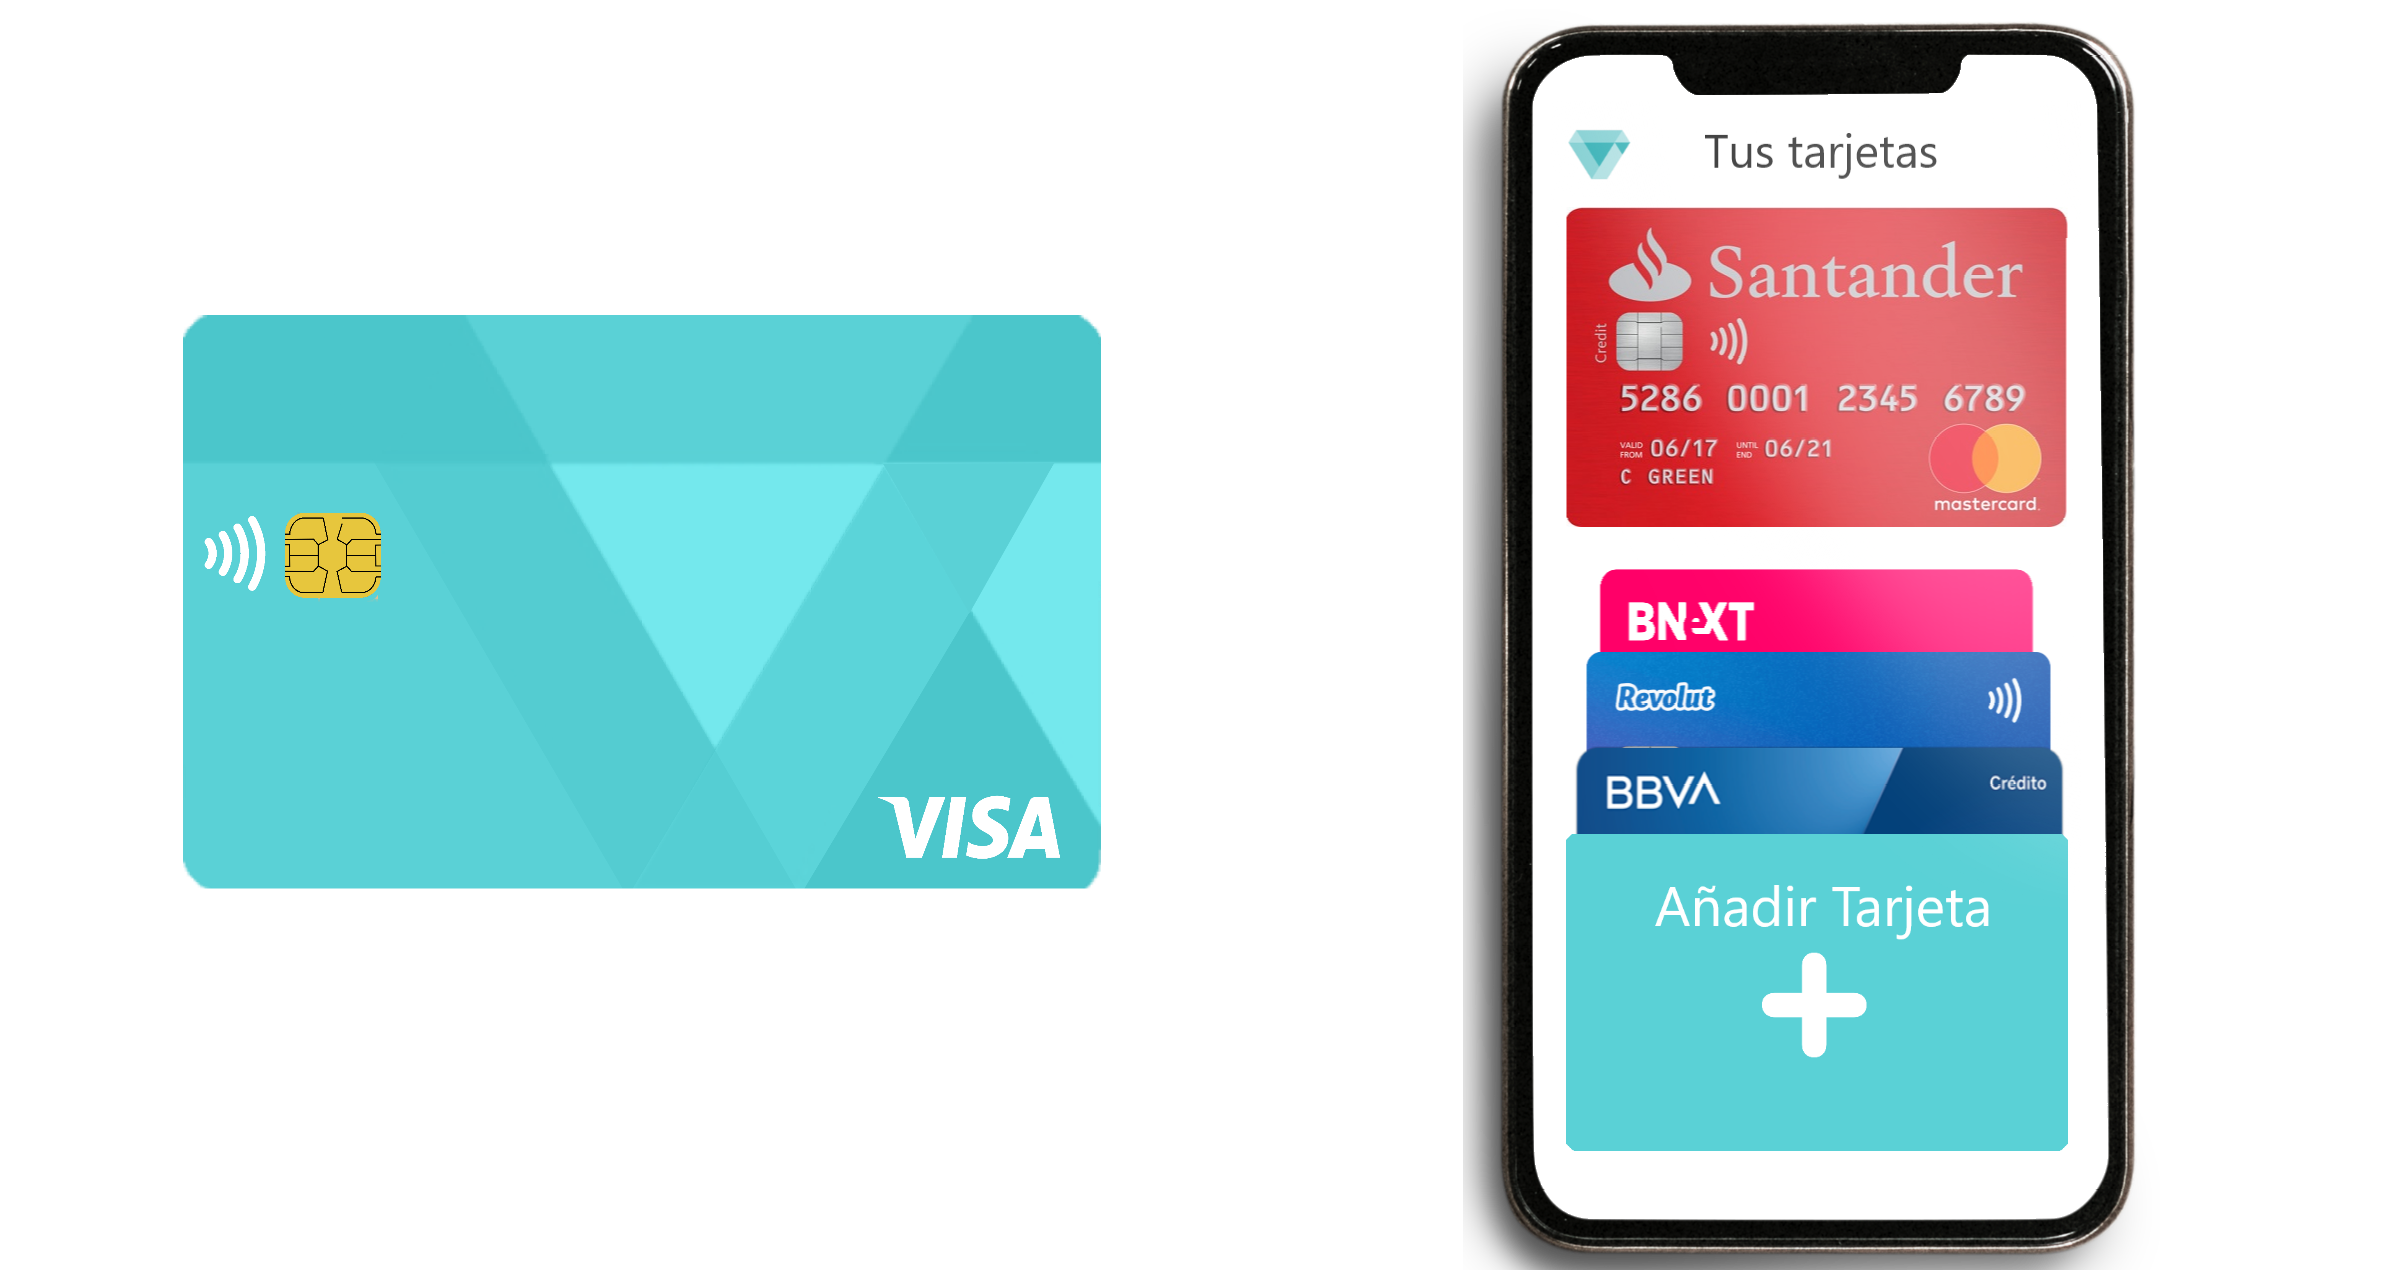 VISA
Tus tarjetas
Santander
Credit
5286 0001 2345 6789
VALID FROM 06/17 UNTIL END 06/21
C GREEN
mastercard.
BNeXT
Revolut
BBVA Crédito
Añadir Tarjeta